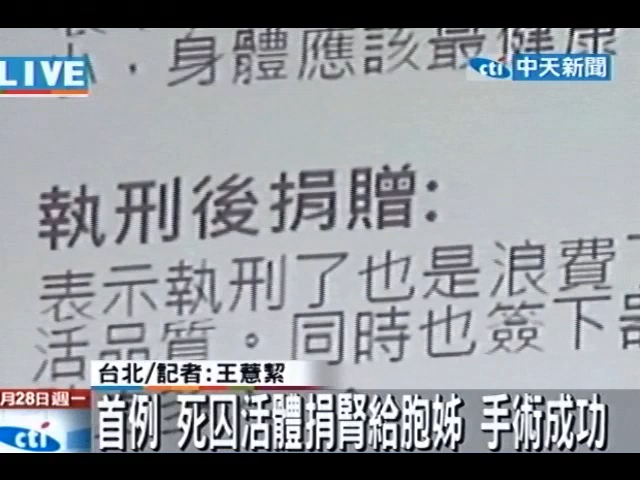 小，身體應該最健康
LIVE
cti 中天新聞
執刑後捐贈:
表示執刑了也是浪費
活品質。同時也簽下
台北/記者:王薏絜
月28日週一
cti
首例 死囚活體捐腎給胞姊 手術成功